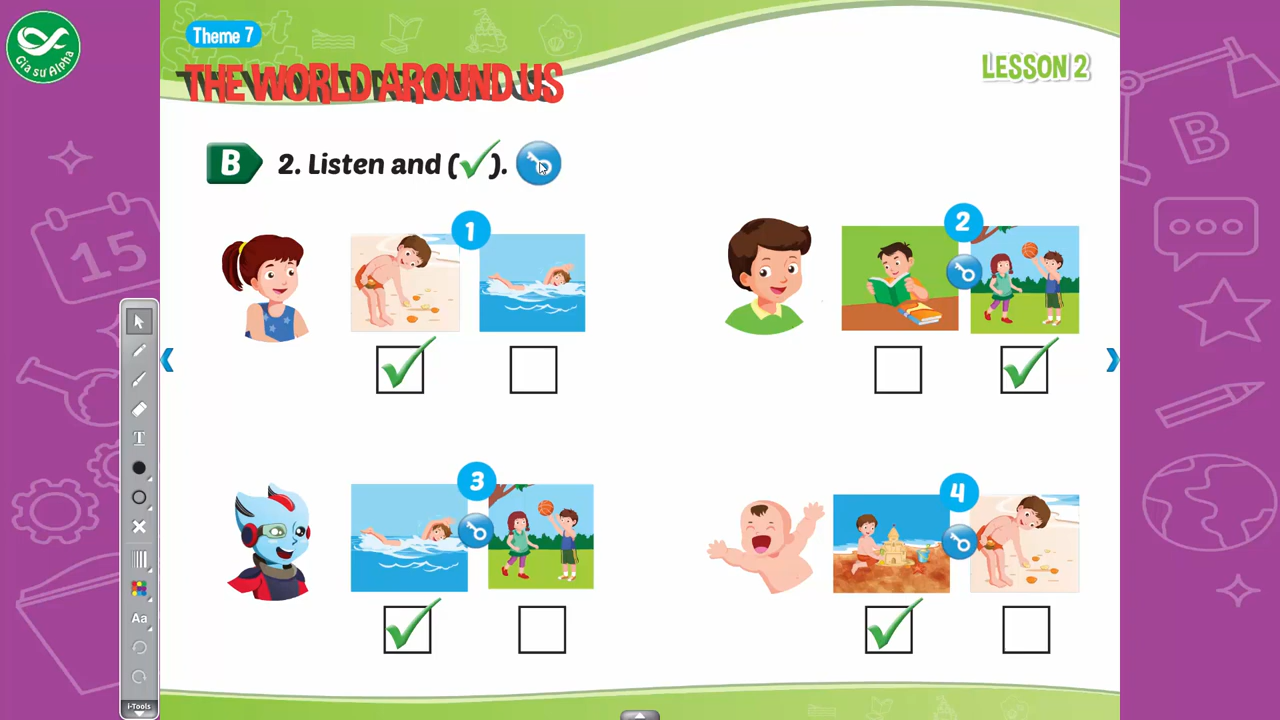 Gia sư Alpha
Theme 7
THE WORLD AROUND US
LESSON 2
B 2. Listen and (✓).
1
2
3
4
15
B
T
Aa
i-Tools